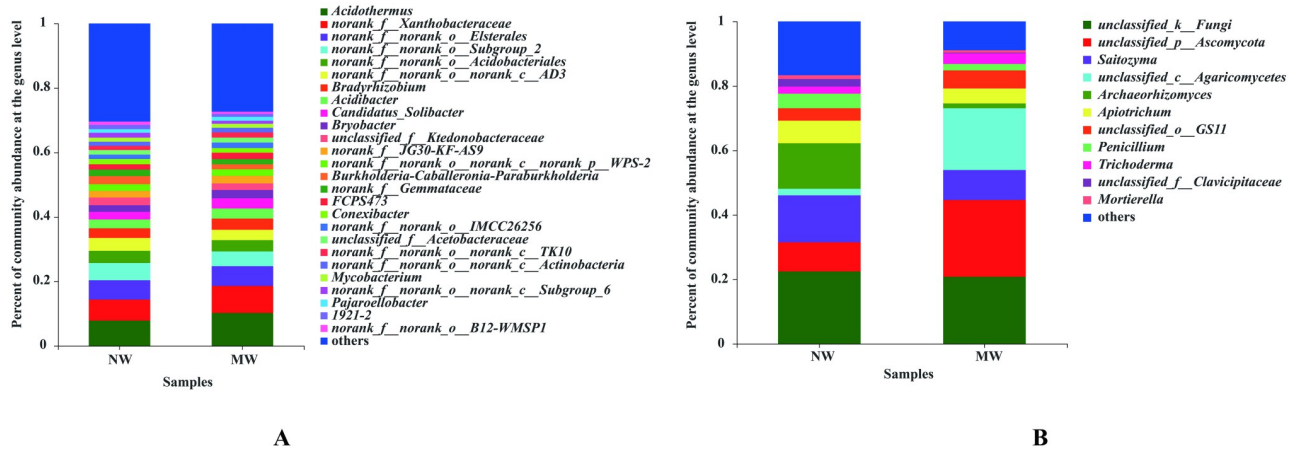 Percent of community abundance at the genus level
1
0.8
0.6
0.4
0.2
0
NW
MW
Samples
Acidothermus
norank_f__Xanthobacteraceae
norank_f__norank_o__Elsterales
norank_f__norank_o__Subgroup_2
norank_f__norank_o__Acidobacteriales
norank_f__norank_o__norank_c__AD3
Bradyrhizobium
Acidibacter
Candidatus_Solibacter
Bryobacter
unclassified_f__Ktedonobacteraceae
norank_f__JG30-KF-AS9
norank_f__norank_o__norank_c__norank_p__WPS-2
Burkholderia-Caballeronia-Paraburkholderia
norank_f__Gemmataceae
FCPS473
Conexibacter
norank_f__norank_o__IMCC26256
unclassified_f__Acetobacteraceae
norank_f__norank_o__norank_c__TK10
norank_f__norank_o__norank_c__Actinobacteria
Mycobacterium
norank_f__norank_o__norank_c__Subgroup_6
Pajaroellobacter
1921-2
norank_f__norank_o__B12-WMSP1
others
A
Percent of community abundance at the genus level
1
0.8
0.6
0.4
0.2
0
NW
MW
Samples
unclassified_k__Fungi
unclassified_p__Ascomycota
Saitozyma
unclassified_c__Agaricomycetes
Archaeorhizomyces
Apiotrichum
unclassified_o__GS11
Penicillium
Trichoderma
unclassified_f__Clavicipitaceae
Mortierella
others
B